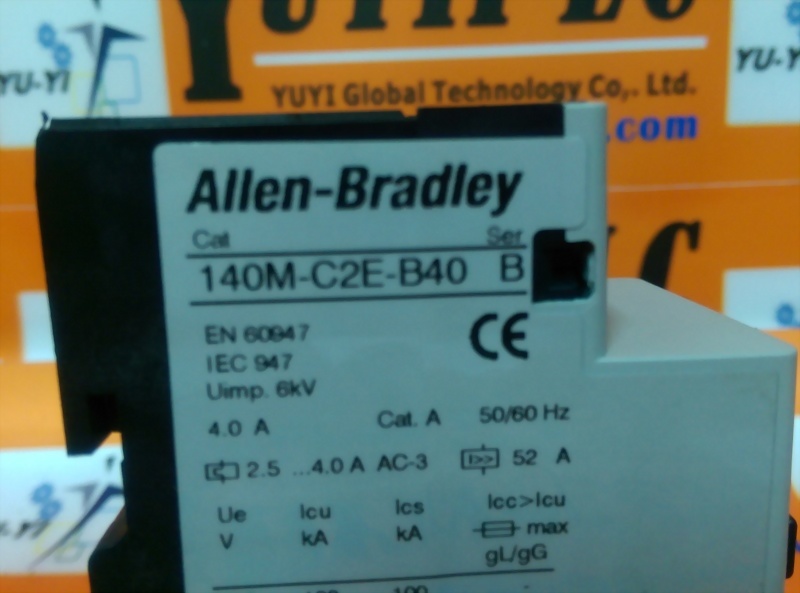 YU-YI
YUYI Global Technology Co,. Ltd.
YU-Y
.com
Allen-Bradley
Cat Ser
140M-C2E-B40 B
EN 60947
IEC 947
Uimp. 6kV
4.0 A Cat. A 50/60 Hz
2.5 ...4.0 A AC-3 I>> 52 A
Ue Icu Ics Icc>Icu
V kA kA max
gL/gG
YU-YI